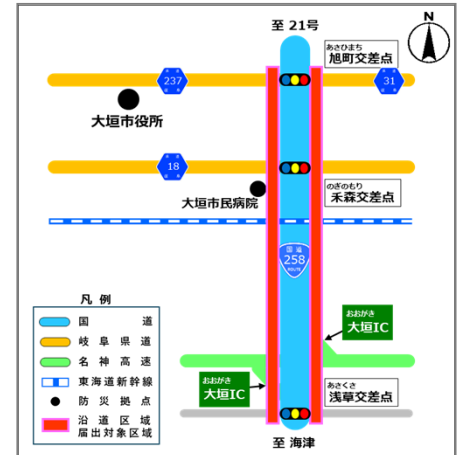 至 21号
N
あさひまち
旭町交差点
237
31
大垣市役所
18
のぎのもり
禾森交差点
大垣市民病院
国道
258
ROUTE
凡例
国道
岐阜県道
名神高速
東海道新幹線
防災拠点
沿道区域
届出対象区域
おおがき
大垣IC
おおがき
大垣IC
あさくさ
浅草交差点
至 海津